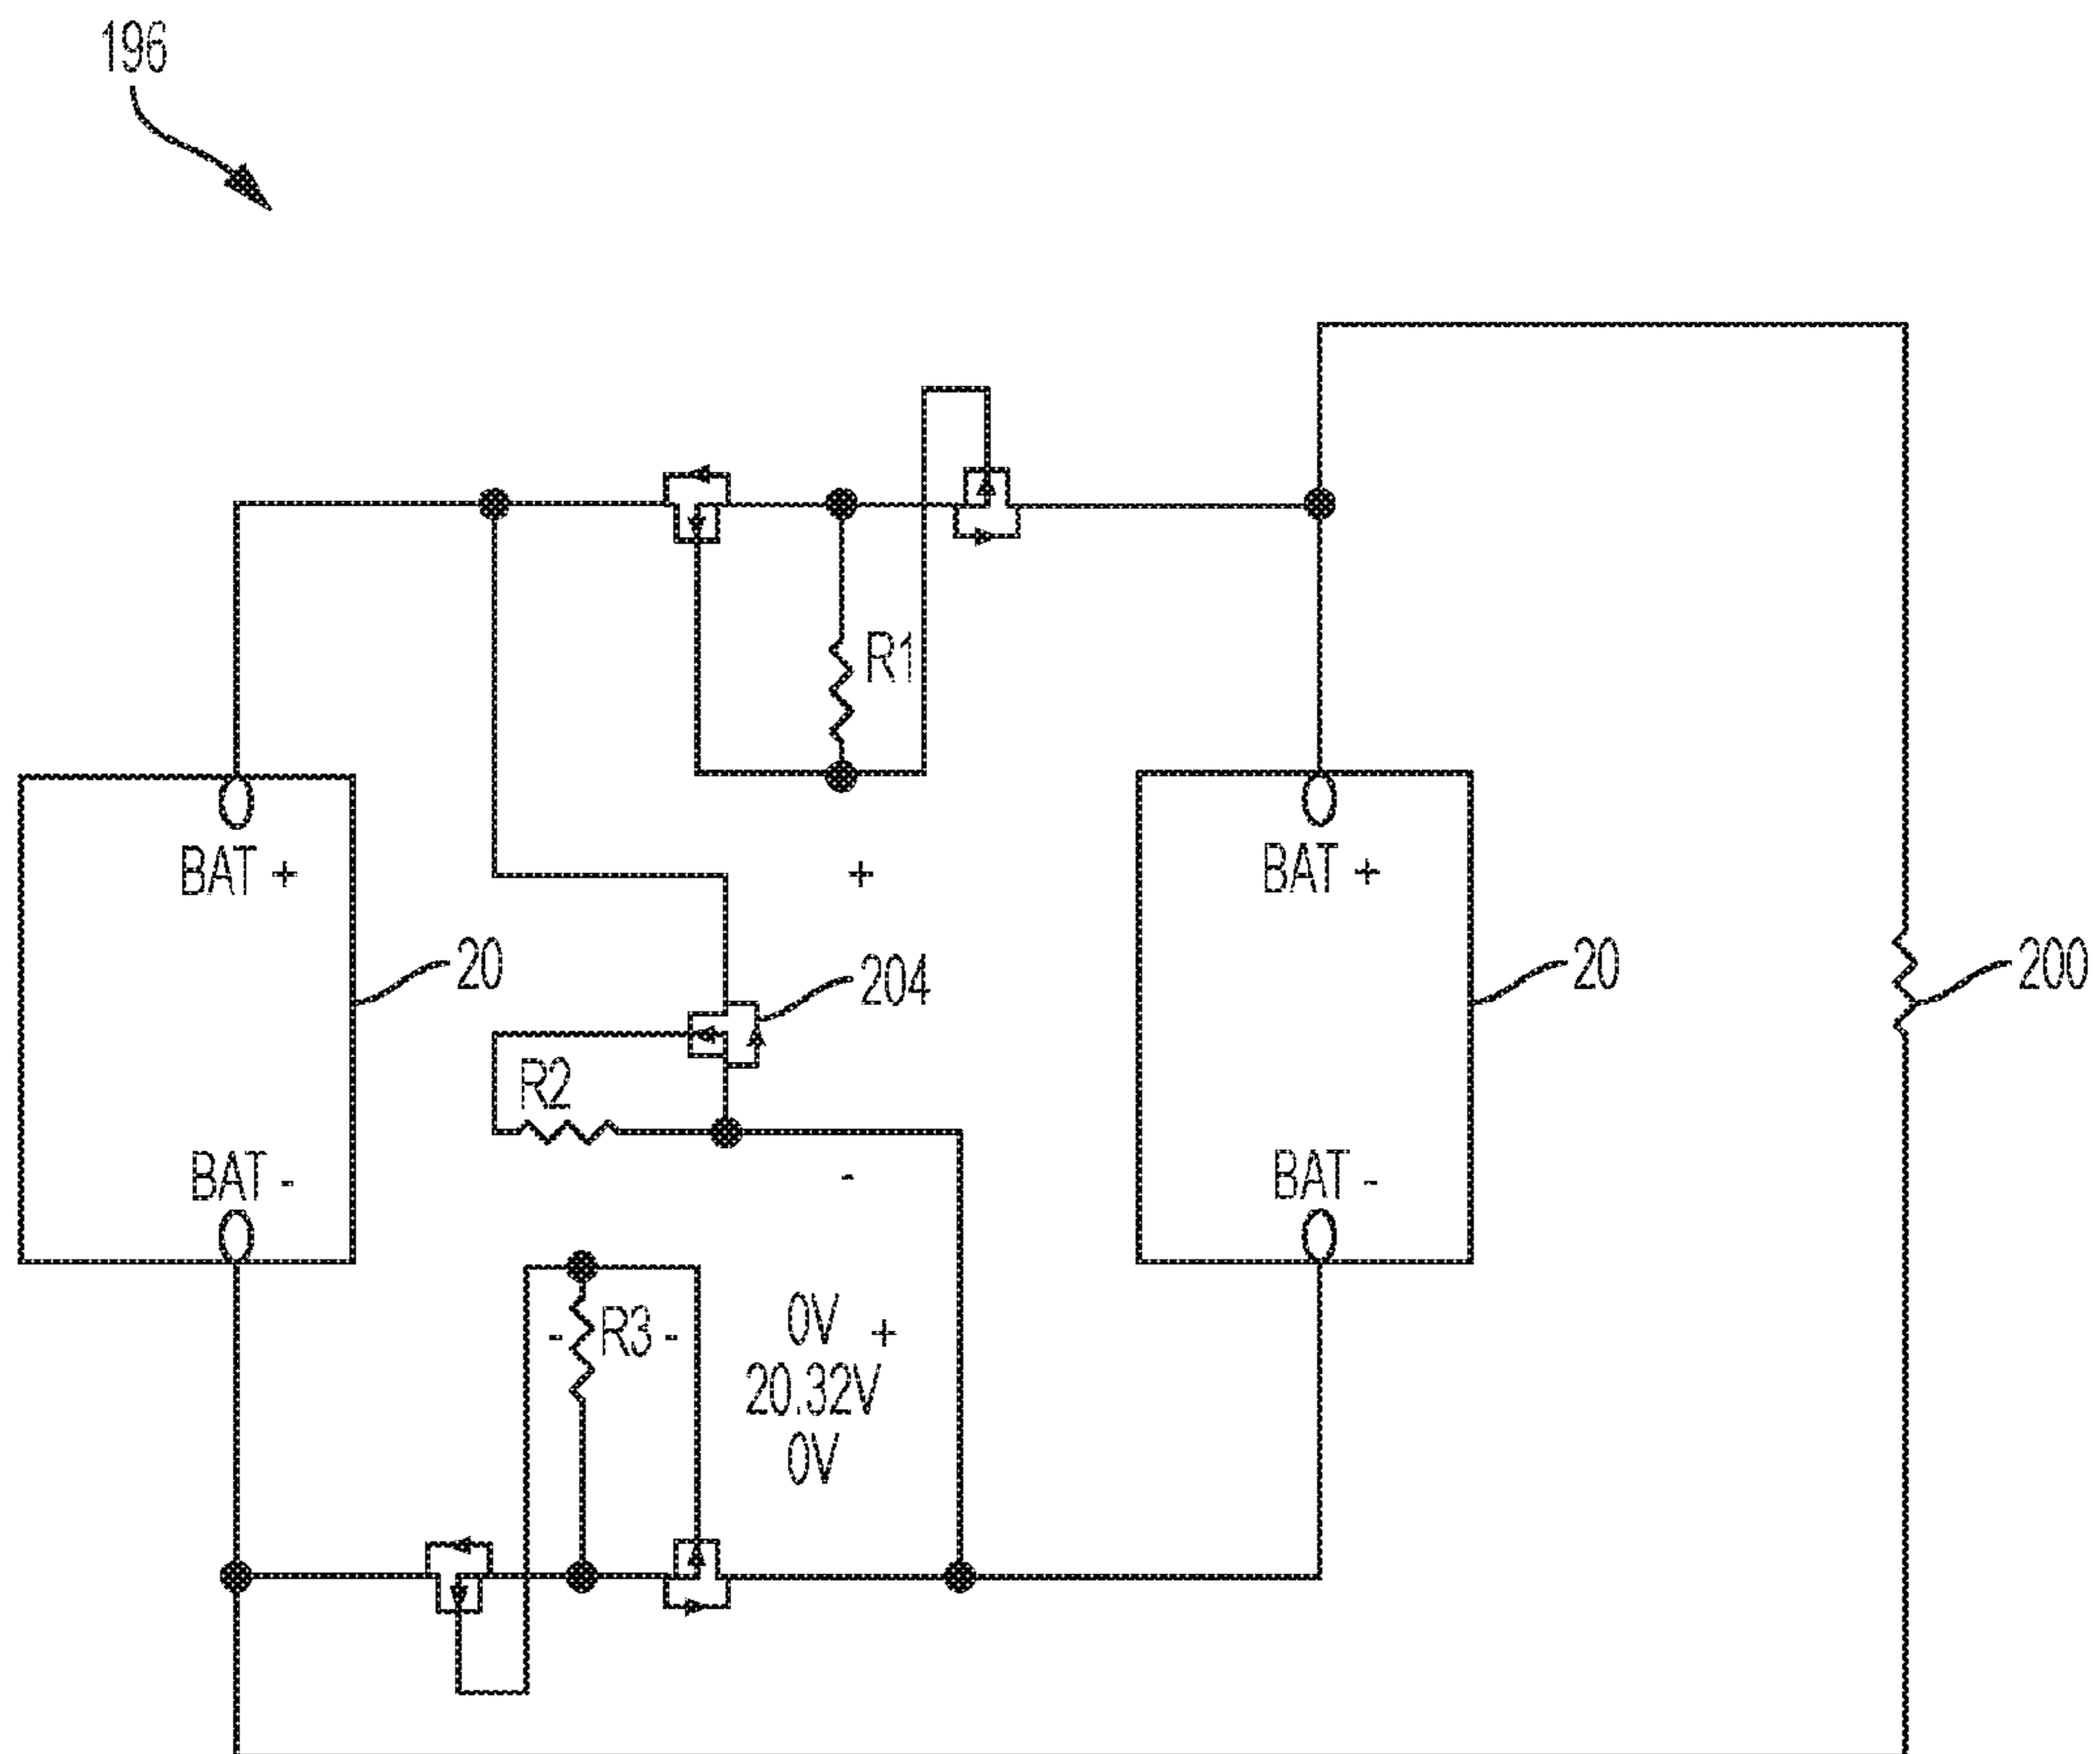 196
R1
BAT +
+
BAT +
20
204
20
200
R2
BAT -
-
BAT -
- R3 -
0V +
20.32V
0V